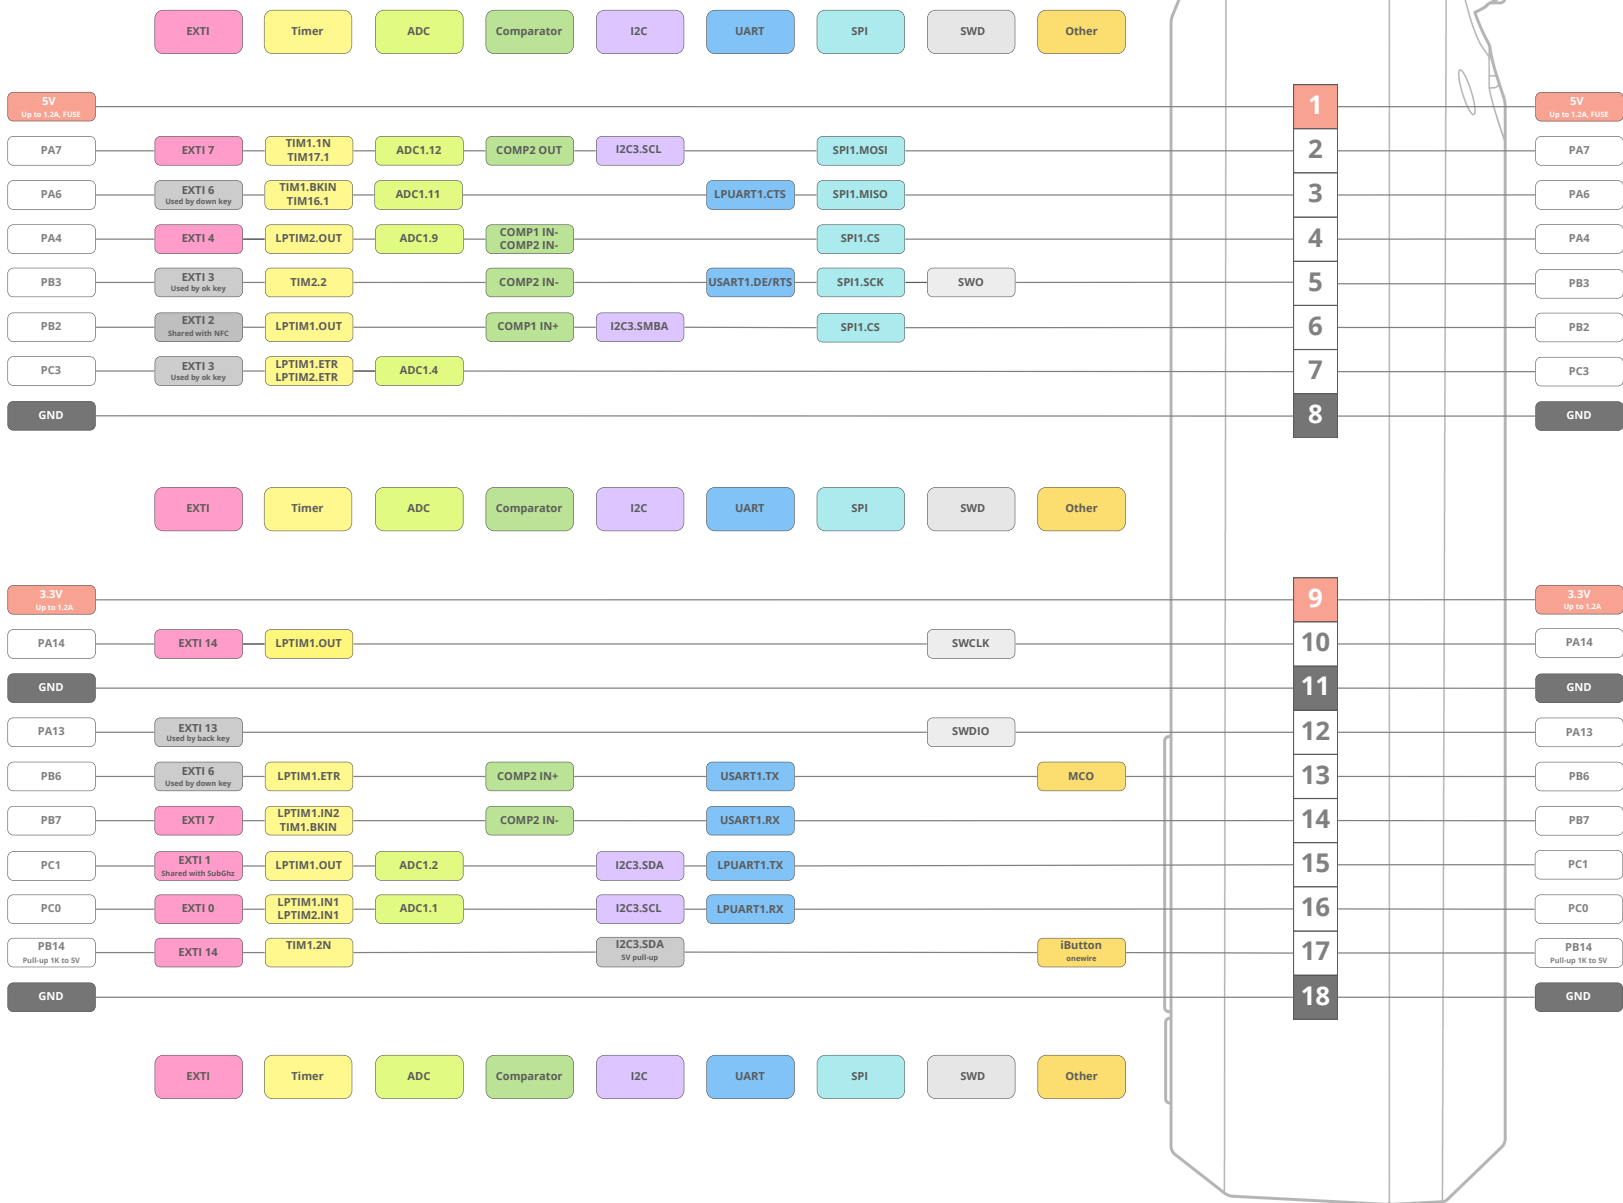 EXTI Timer ADC Comparator I2C UART SPI SWD Other
5V 1 5V
Up to 1.2A, FUSE Up to 1.2A, FUSE
PA7 EXTI 7 TIM1.1N ADC1.12 COMP2 OUT I2C3.SCL SPI1.MOSI 2 PA7
TIM17.1
PA6 EXTI 6 TIM1.BKIN ADC1.11 LPUART1.CTS SPI1.MISO 3 PA6
Used by down key TIM16.1
PA4 EXTI 4 LPTIM2.OUT ADC1.9 COMP1 IN- SPI1.CS 4 PA4
COMP2 IN-
PB3 EXTI 3 TIM2.2 COMP2 IN- USART1.DE/RTS SPI1.SCK SWO 5 PB3
Used by ok key
PB2 EXTI 2 LPTIM1.OUT COMP1 IN+ I2C3.SMBA SPI1.CS 6 PB2
Shared with NFC
PC3 EXTI 3 LPTIM1.ETR ADC1.4 7 PC3
Used by ok key LPTIM2.ETR
GND 8 GND
EXTI Timer ADC Comparator I2C UART SPI SWD Other
3.3V 9 3.3V
Up to 1.2A Up to 1.2A
PA14 EXTI 14 LPTIM1.OUT SWCLK 10 PA14
GND 11 GND
PA13 EXTI 13 SWDIO 12 PA13
Used by back key
PB6 EXTI 6 LPTIM1.ETR COMP2 IN+ USART1.TX MCO 13 PB6
Used by down key
PB7 EXTI 7 LPTIM1.IN2 COMP2 IN- USART1.RX 14 PB7
TIM1.BKIN
PC1 EXTI 1 LPTIM1.OUT ADC1.2 I2C3.SDA LPUART1.TX 15 PC1
Shared with SubGhz
PC0 EXTI 0 LPTIM1.IN1 ADC1.1 I2C3.SCL LPUART1.RX 16 PC0
LPTIM2.IN1
PB14 EXTI 14 TIM1.2N I2C3.SDA iButton 17 PB14
Pull-up 1K to 5V 5V pull-up onewire Pull-up 1K to 5V
GND 18 GND
EXTI Timer ADC Comparator I2C UART SPI SWD Other